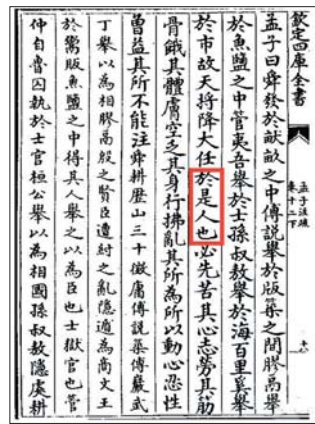 欽定四庫全書
孟子注疏
卷十二下
孟子曰舜發於畎畝之中傅說舉於版築之間膠鬲舉
於魚鹽之中管夷吾舉於士孫叔敖舉於海百里奚舉
於市故天將降大任於是人也必先苦其心志勞其筋
骨餓其體膚空乏其身行拂亂其所為所以動心忍性
曾益其所不能注舜耕歷山三十徵庸傅說築傅巖武
丁舉以為相膠鬲殷之賢臣遭紂之亂隱遁為商文王
於鬻販魚鹽之中得其人舉之以為臣也士獄官也管
仲自魯囚執於士官桓公舉以為相國孫叔敖隱處耕